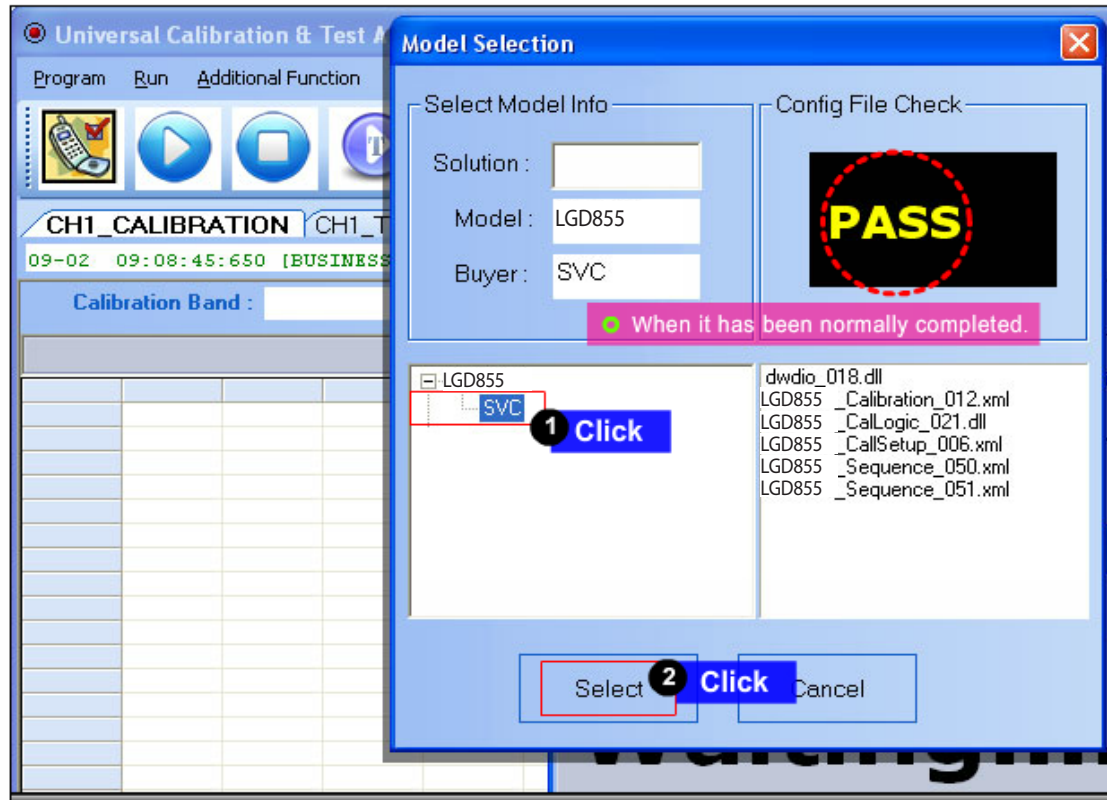 Universal Calibration & Test A
Program Run Additional Function
CH1_CALIBRATION CH1_T
09-02 09:08:45:650 [BUSINESS
Calibration Band :
Model Selection
Select Model Info
Solution :
Model : LGD855
Buyer : SVC
Config File Check
PASS
When it has been normally completed.
LGD855
SVC
1 Click
dwdio_018.dll
LGD855 _Calibration_012.xml
LGD855 _CalLogic_021.dll
LGD855 _CallSetup_006.xml
LGD855 _Sequence_050.xml
LGD855 _Sequence_051.xml
Select 2 Click Cancel